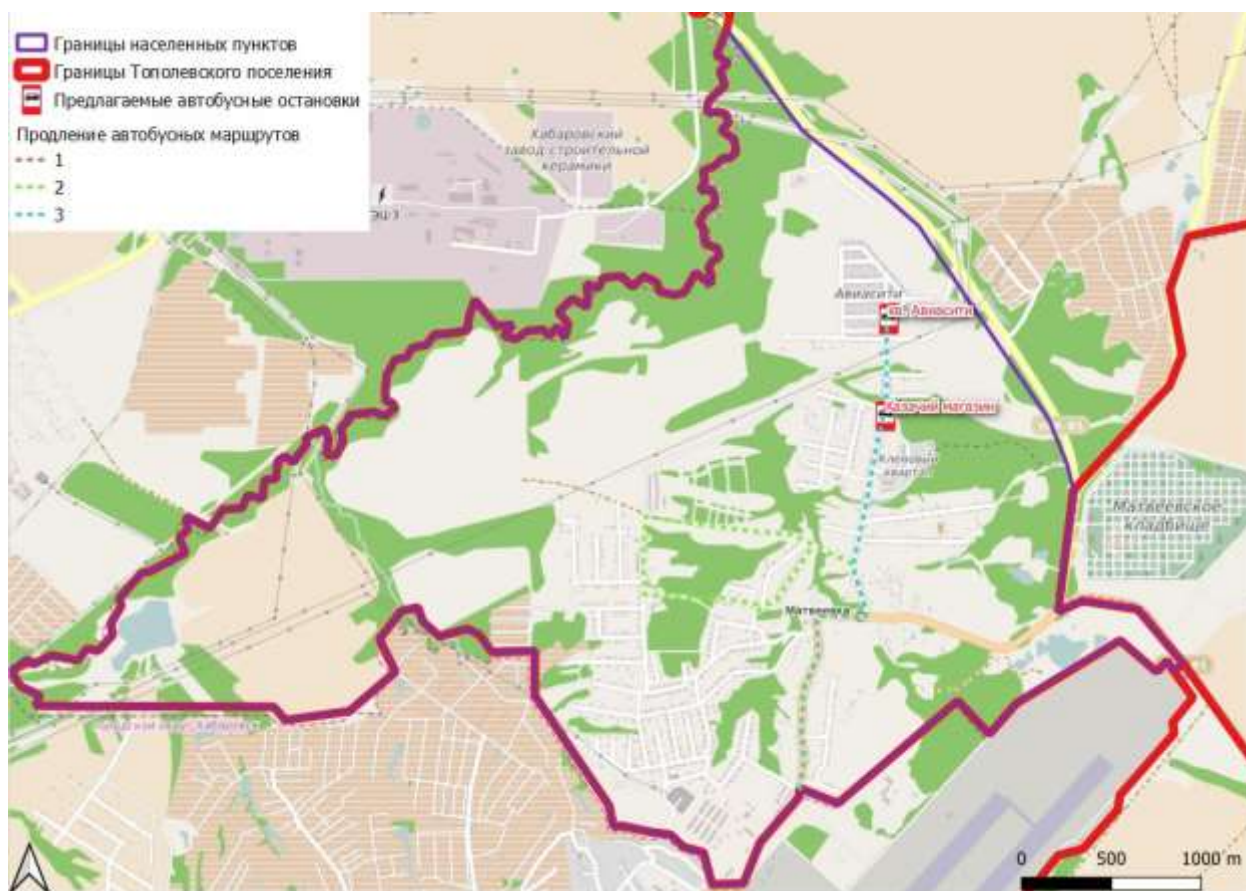 Границы населенных пунктов
Границы Тополевского поселения
Предлагаемые автобусные остановки
Продление автобусных маршрутов
1
2
3
Хабаровский
завод строительной
керамики
Авиасити
кв. Авиасити
Казачий магазин
Кленовый
Матвеевское
кладбище
Матвеевка
0 500 1000 m